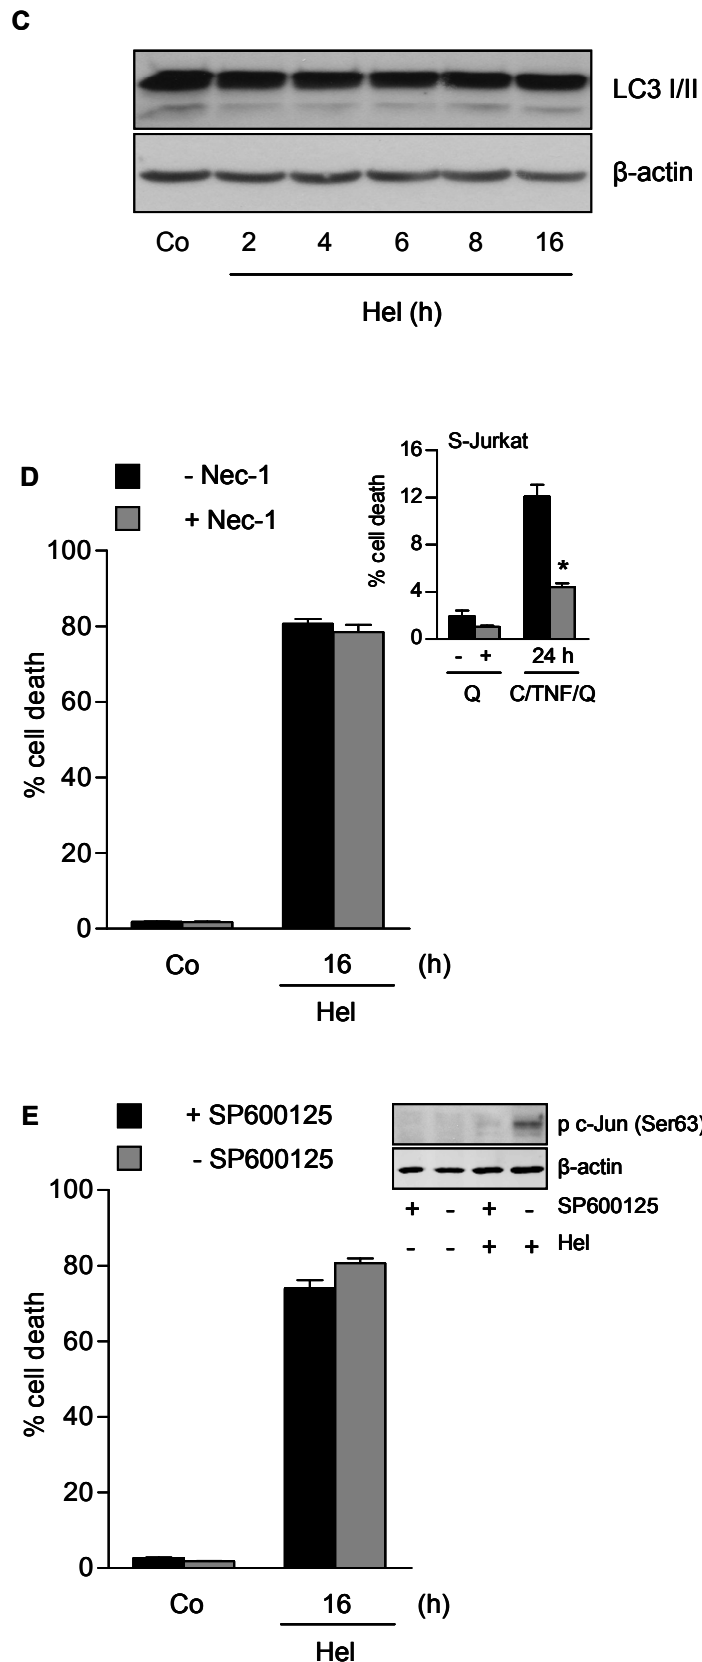 C
LC3 I/II
β-actin
Co 2 4 6 8 16
Hel (h)
D
- Nec-1
+ Nec-1
100
80
60
40
20
0
% cell death
Co 16 (h)
Hel
S-Jurkat
16
12
8
4
0
% cell death
*
- + 24 h
Q C/TNF/Q
E
+ SP600125
- SP600125
100
80
60
40
20
0
% cell death
Co 16 (h)
Hel
p c-Jun (Ser63)
β-actin
+ - + - SP600125
- - + + Hel